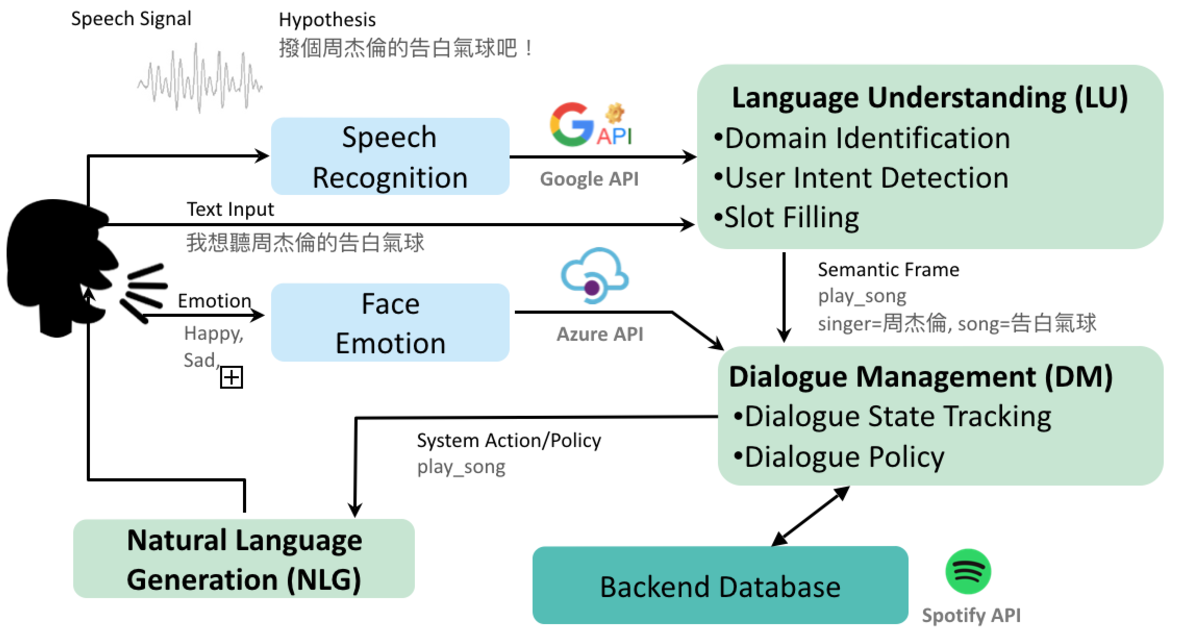 Speech Signal
Hypothesis
撥個周杰倫的告白氣球吧！
Speech
Recognition
G API
Google API
Language Understanding (LU)
•Domain Identification
•User Intent Detection
•Slot Filling
Text Input
我想聽周杰倫的告白氣球
Emotion
Happy,
Sad,
Face
Emotion
Azure API
Semantic Frame
play_song
singer=周杰倫, song=告白氣球
Dialogue Management (DM)
•Dialogue State Tracking
•Dialogue Policy
System Action/Policy
play_song
Natural Language
Generation (NLG)
Backend Database
Spotify API